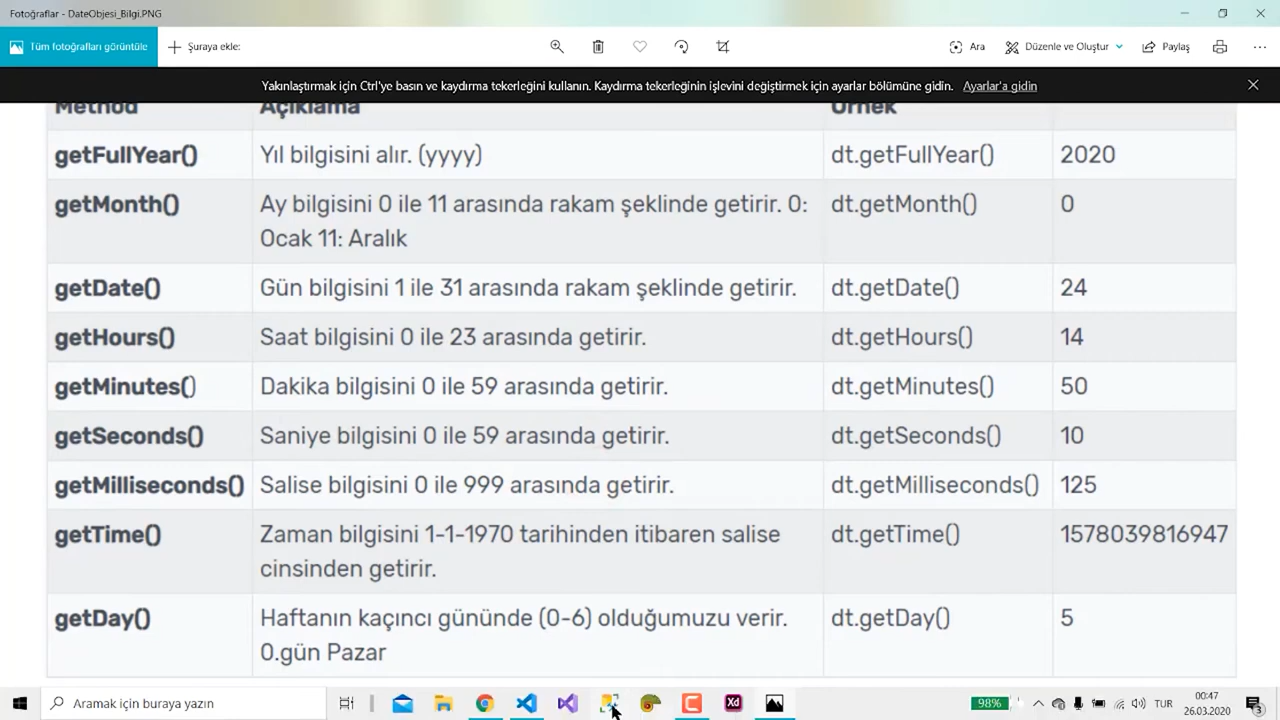 Fotoğraflar - DateObjesi_Bilgi.PNG
Tüm fotoğrafları görüntüle
Şuraya ekle:
Ara
Düzenle ve Oluştur
Paylaş
Yakınlaştırmak için Ctrl'ye basın ve kaydırma tekerleğini kullanın. Kaydırma tekerleğinin işlevini değiştirmek için ayarlar bölümüne gidin. Ayarlar'a gidin
Method Açıklama Örnek
getFullYear() Yıl bilgisini alır. (yyyy) dt.getFullYear() 2020
getMonth() Ay bilgisini 0 ile 11 arasında rakam şeklinde getirir. 0: dt.getMonth() 0
Ocak 11: Aralık
getDate() Gün bilgisini 1 ile 31 arasında rakam şeklinde getirir. dt.getDate() 24
getHours() Saat bilgisini 0 ile 23 arasında getirir. dt.getHours() 14
getMinutes() Dakika bilgisini 0 ile 59 arasında getirir. dt.getMinutes() 50
getSeconds() Saniye bilgisini 0 ile 59 arasında getirir. dt.getSeconds() 10
getMilliseconds() Salise bilgisini 0 ile 999 arasında getirir. dt.getMilliseconds() 125
getTime() Zaman bilgisini 1-1-1970 tarihinden itibaren salise dt.getTime() 1578039816947
cinsinden getirir.
getDay() Haftanın kaçıncı gününde (0-6) olduğumuzu verir. dt.getDay() 5
0.gün Pazar
Aramak için buraya yazın
Xd
98%
TUR
00:47
26.03.2020
3